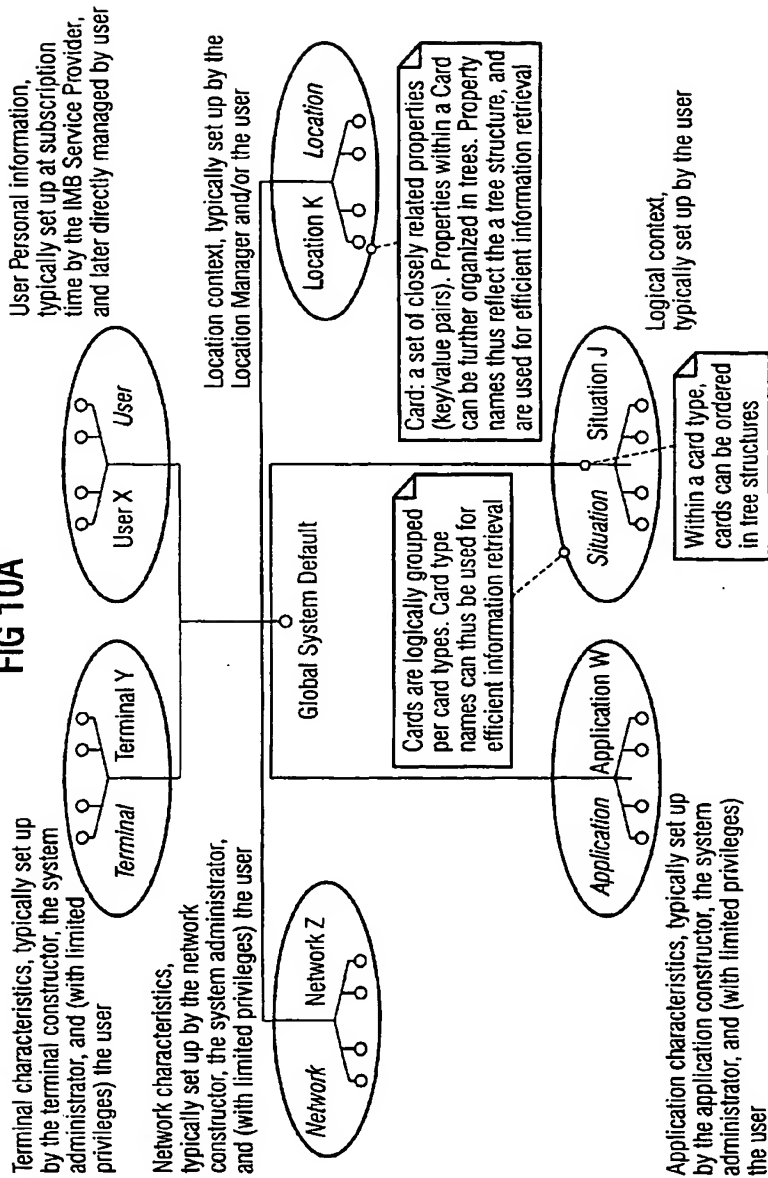 FIG 10A
Terminal characteristics, typically set up
by the terminal constructor, the system
administrator, and (with limited
privileges) the user
Terminal
Terminal Y
User Personal information,
typically set up at subscription
time by the IMB Service Provider,
and later directly managed by user
User X
User
Network characteristics,
typically set up by the network
constructor, the system administrator,
and (with limited privileges) the user
Network
Network Z
Global System Default
Location context, typically set up by the
Location Manager and/or the user
Location K
Location
Cards are logically grouped
per card types. Card type
names can thus be used for
efficient information retrieval
Card: a set of closely related properties
(key/value pairs). Properties within a Card
can be further organized in trees. Property
names thus reflect the a tree structure, and
are used for efficient information retrieval
Application
Application W
Application characteristics, typically set up
by the application constructor, the system
administrator, and (with limited privileges)
the user
Situation
Situation J
Logical context,
typically set up by the user
Within a card type,
cards can be ordered
in tree structures